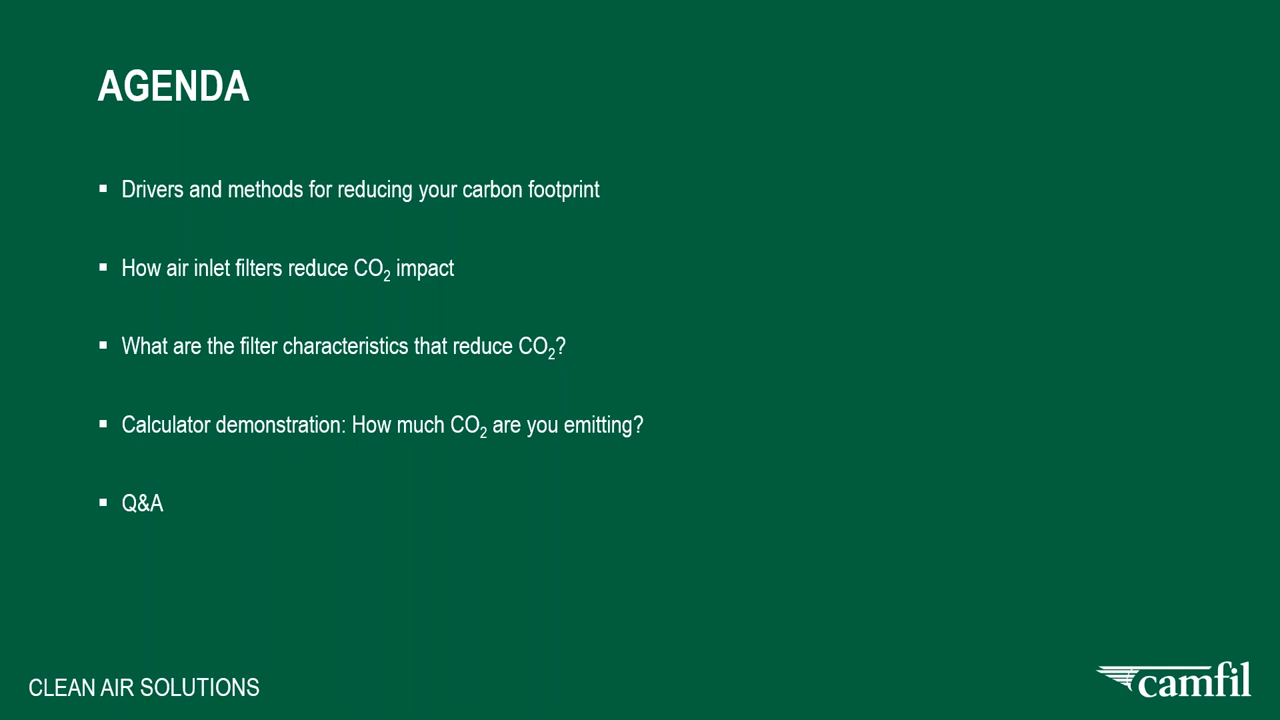 AGENDA
▪ Drivers and methods for reducing your carbon footprint
▪ How air inlet filters reduce CO₂ impact
▪ What are the filter characteristics that reduce CO₂?
▪ Calculator demonstration: How much CO₂ are you emitting?
▪ Q&A
CLEAN AIR SOLUTIONS
camfil